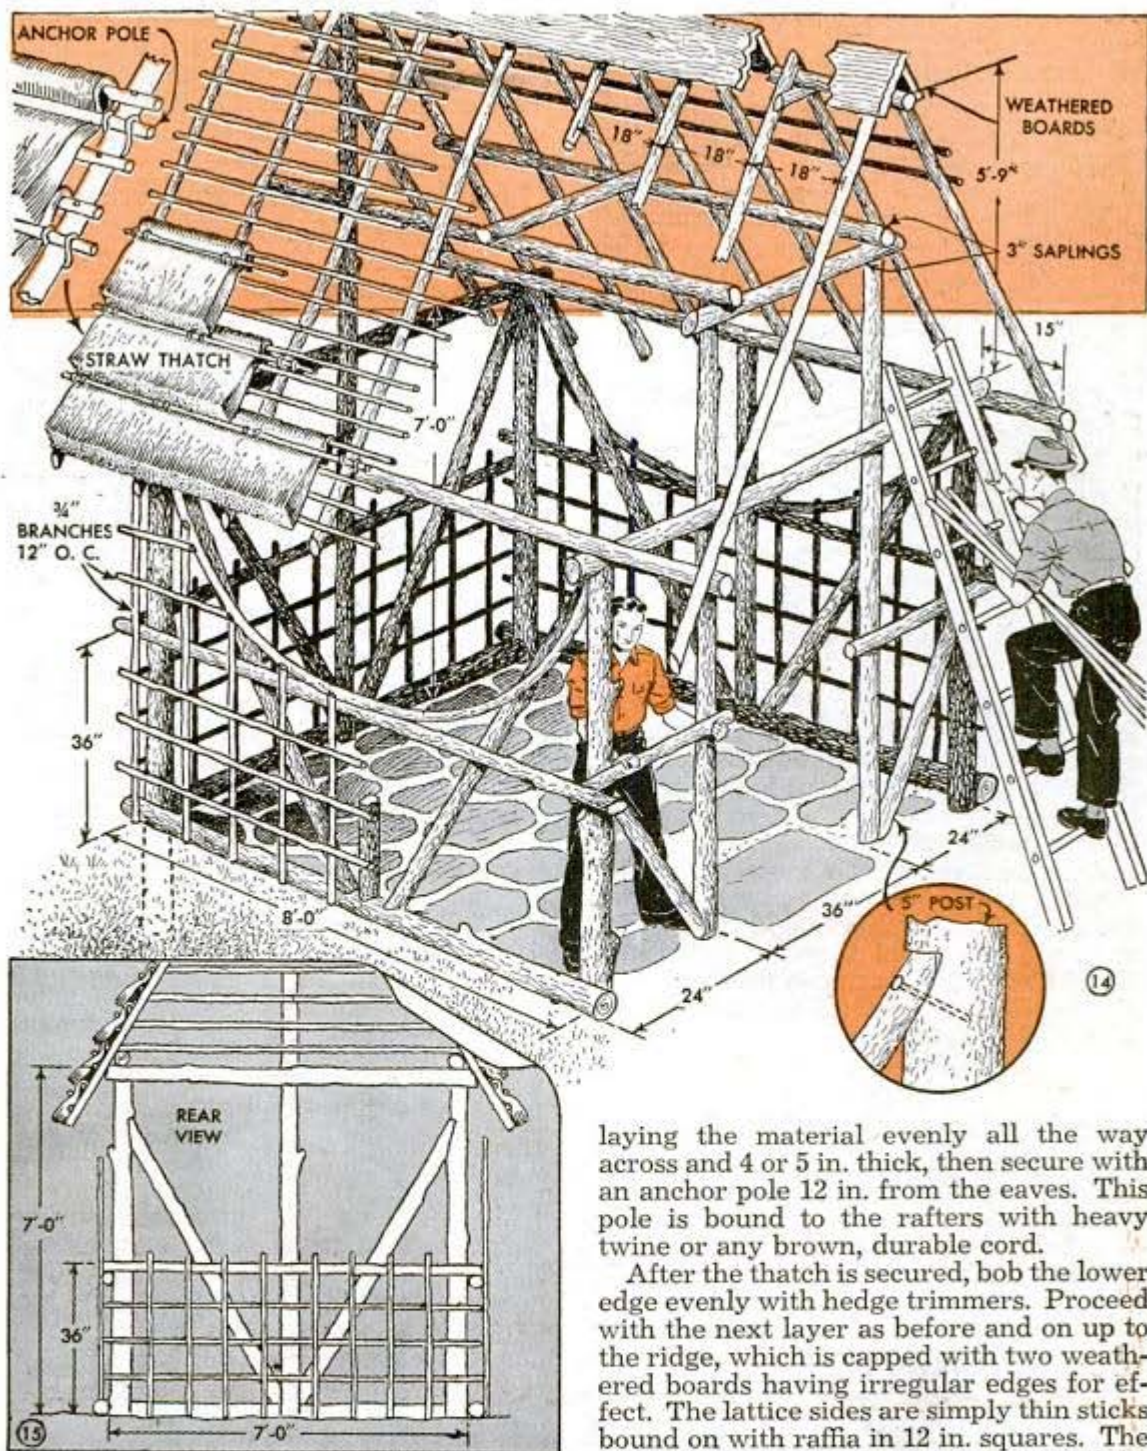 ANCHOR POLE
WEATHERED
BOARDS
18"
18"
18"
5'-9"
3" SAPLINGS
15"
STRAW THATCH
7'-0"
¾"
BRANCHES
12" O. C.
36"
8'-0"
24"
36"
24"
5" POST
14
REAR
VIEW
7'-0"
36"
7'-0"
15
laying the material evenly all the way
across and 4 or 5 in. thick, then secure with
an anchor pole 12 in. from the eaves. This
pole is bound to the rafters with heavy
twine or any brown, durable cord.
After the thatch is secured, bob the lower
edge evenly with hedge trimmers. Proceed
with the next layer as before and on up to
the ridge, which is capped with two weath-
ered boards having irregular edges for ef-
fect. The lattice sides are simply thin sticks
bound on with raffia in 12 in. squares. The